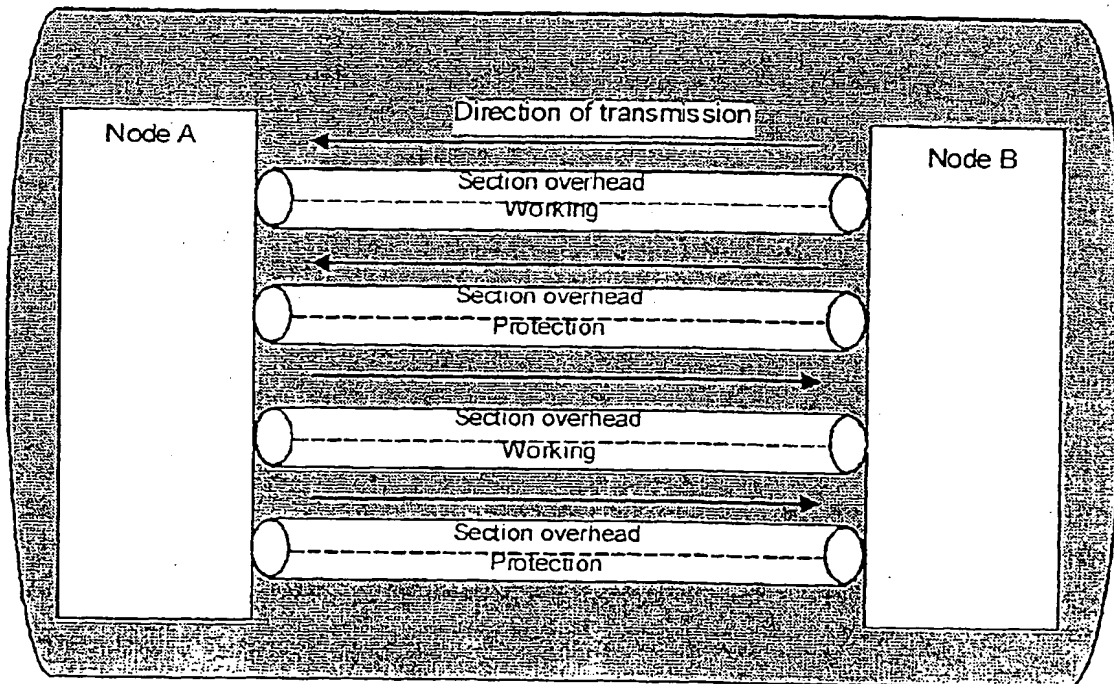 Direction of transmission
Node A
Node B
Section overhead
Working
Section overhead
Protection
Section overhead
Working
Section overhead
Protection